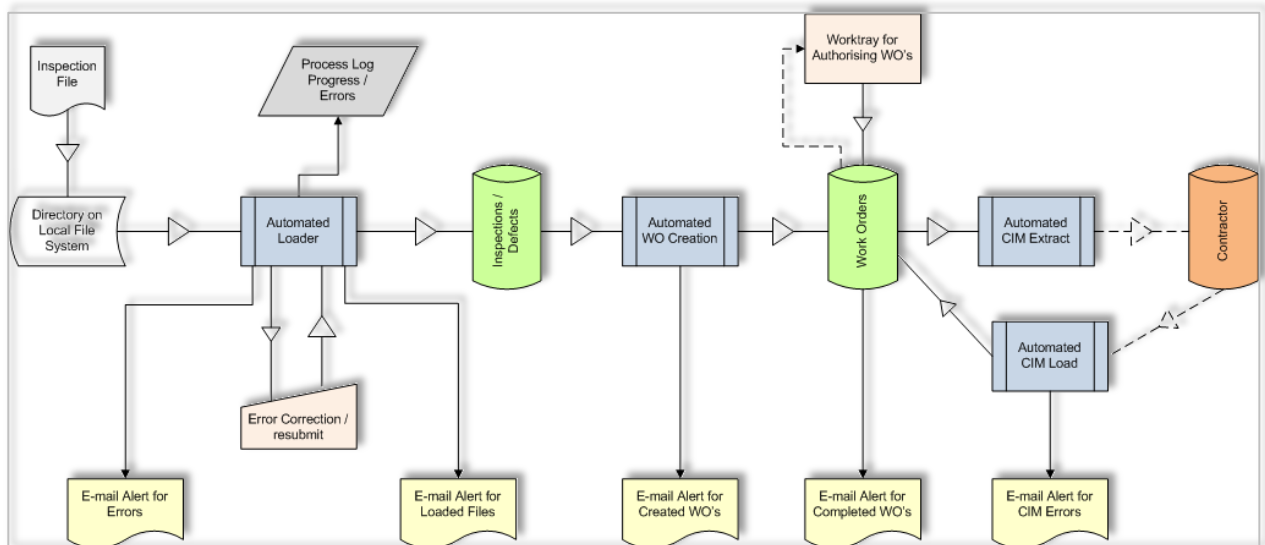 Inspection
File
Process Log
Progress /
Errors
Worktray for
Authorising WO's
Directory on
Local File
System
Automated
Loader
Inspections /
Defects
Automated
WO Creation
Work Orders
Automated
CIM Extract
Contractor
Automated
CIM Load
Error Correction /
resubmit
E-mail Alert for
Errors
E-mail Alert for
Loaded Files
E-mail Alert for
Created WO's
E-mail Alert for
Completed WO's
E-mail Alert for
CIM Errors